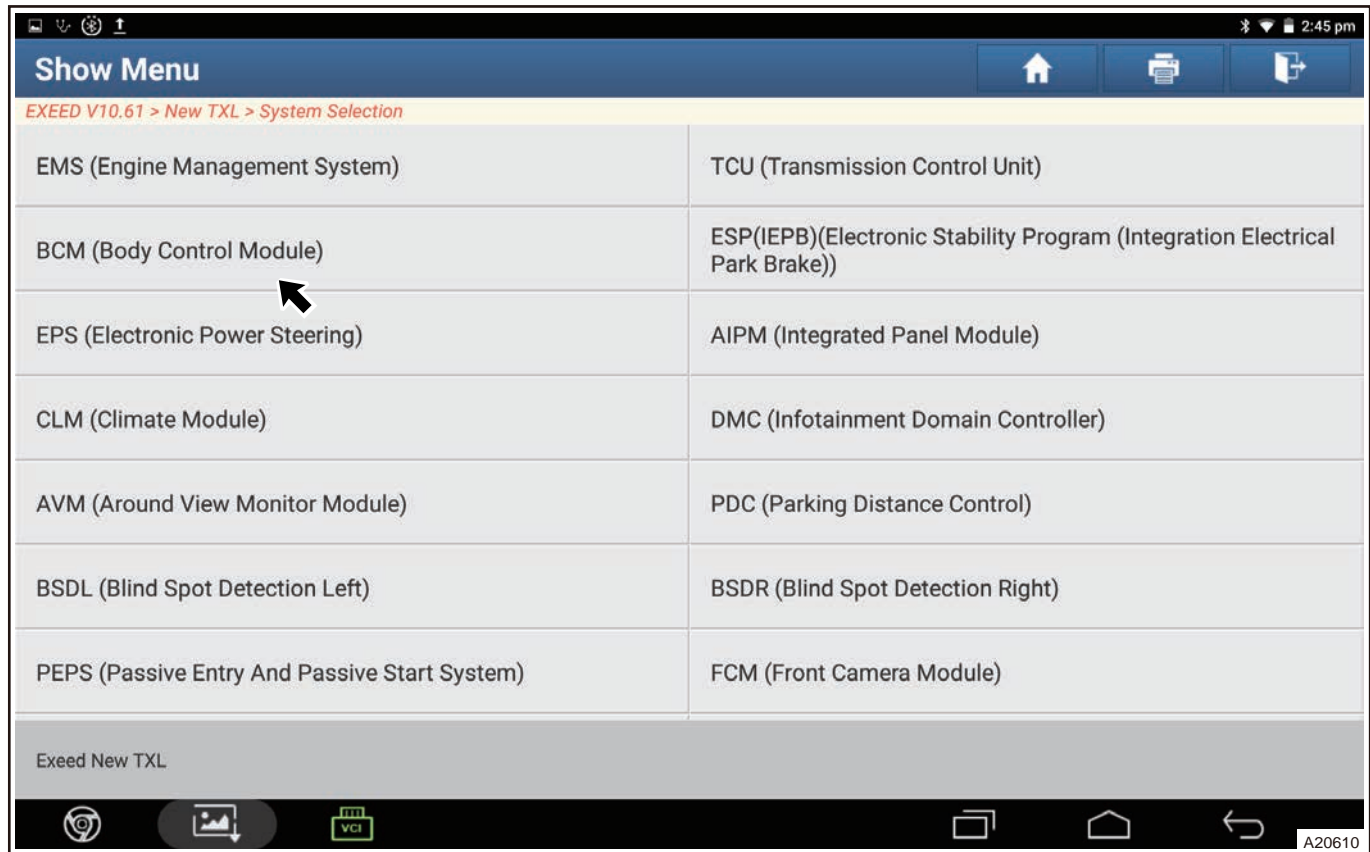 2:45 pm
Show Menu
EXEED V10.61 > New TXL > System Selection
EMS (Engine Management System)
TCU (Transmission Control Unit)
BCM (Body Control Module)
ESP(IEPB)(Electronic Stability Program (Integration Electrical
Park Brake))
EPS (Electronic Power Steering)
AIPM (Integrated Panel Module)
CLM (Climate Module)
DMC (Infotainment Domain Controller)
AVM (Around View Monitor Module)
PDC (Parking Distance Control)
BSDL (Blind Spot Detection Left)
BSDR (Blind Spot Detection Right)
PEPS (Passive Entry And Passive Start System)
FCM (Front Camera Module)
Exeed New TXL
VCI
A20610